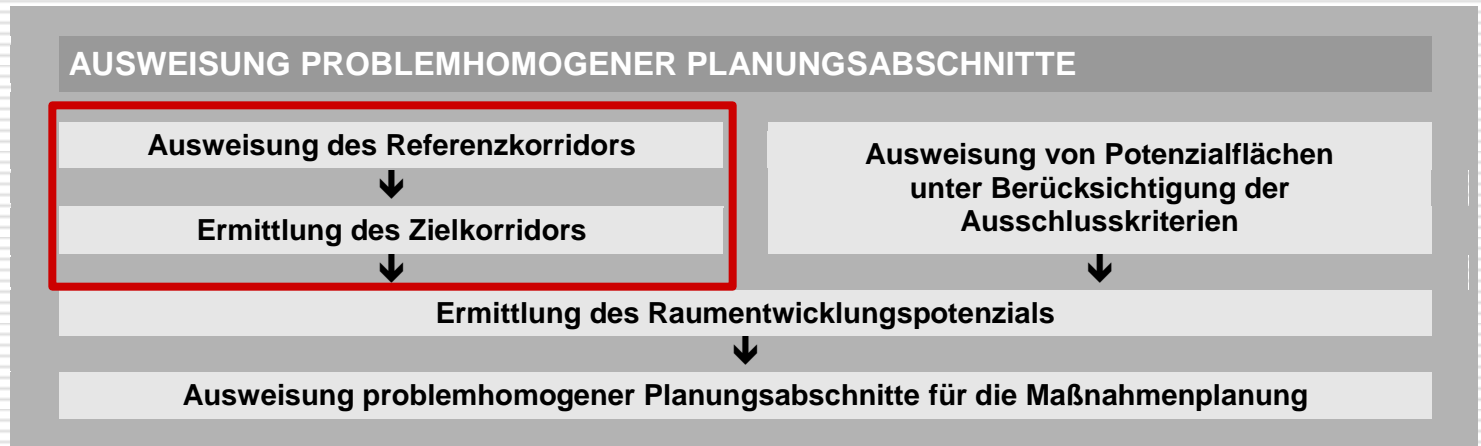 AUSWEISUNG PROBLEMHOMOGENER PLANUNGSABSCHNITTE
Ausweisung des Referenzkorridors
Ermittlung des Zielkorridors
Ausweisung von Potenzialflächen
unter Berücksichtigung der
Ausschlusskriterien
Ermittlung des Raumentwicklungspotenzials
Ausweisung problemhomogener Planungsabschnitte für die Maßnahmenplanung